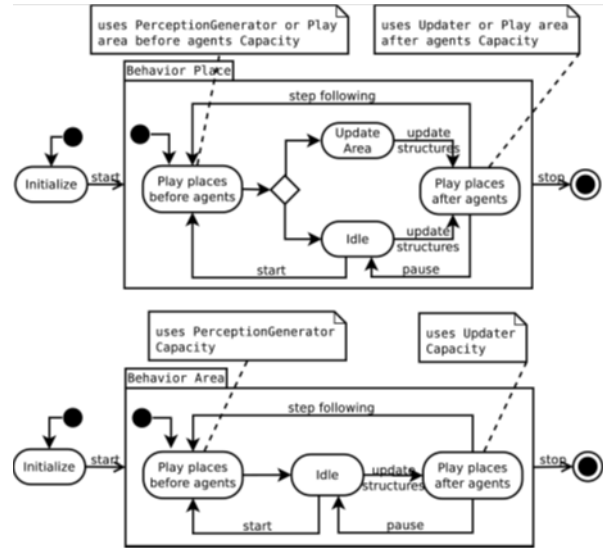 uses PerceptionGenerator or Play
area before agents Capacity
uses Updater or Play area
after agents Capacity
Behavior Place
step following
Initialize
start
Play places
before agents
Update
Area
update
structures
Idle
update
structures
Play places
after agents
stop
start
pause
uses PerceptionGenerator
Capacity
uses Updater
Capacity
Behavior Area
step following
Initialize
start
Play places
before agents
Idle
update
structures
Play places
after agents
stop
start
pause